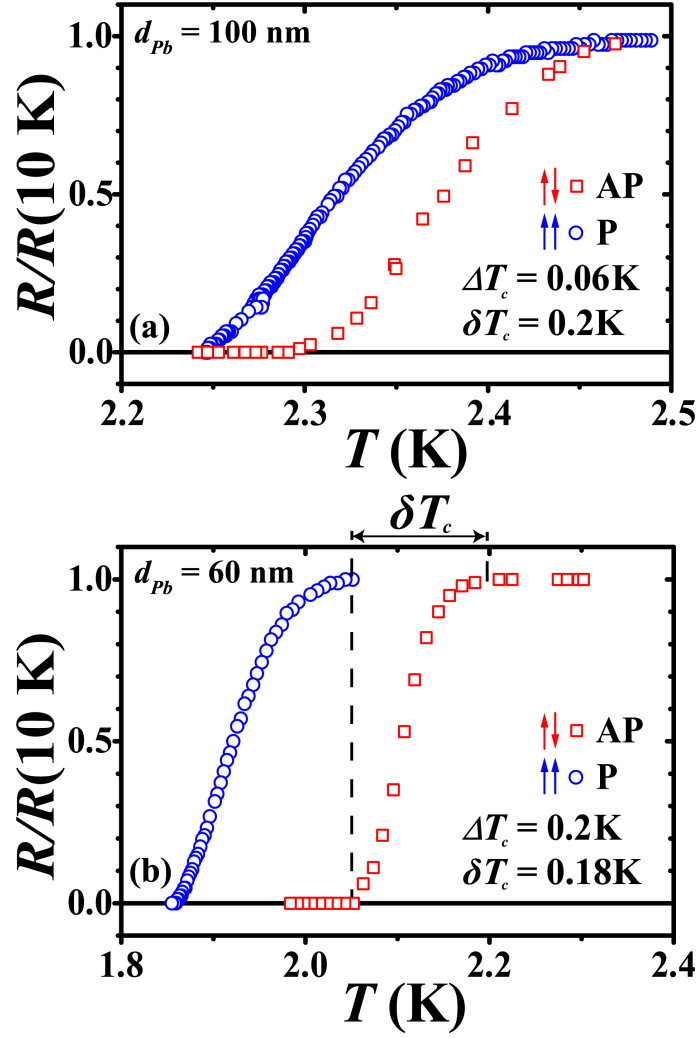 d_Pb = 100 nm
1.0
0.5
0.0
R/R(10 K)
↑↓ □ AP
↑↑ ○ P
ΔT_c = 0.06K
δT_c = 0.2K
(a)
2.2 2.3 2.4 2.5
T (K)
δT_c
d_Pb = 60 nm
1.0
0.5
0.0
R/R(10 K)
↑↓ □ AP
↑↑ ○ P
ΔT_c = 0.2K
δT_c = 0.18K
(b)
1.8 2.0 2.2 2.4
T (K)